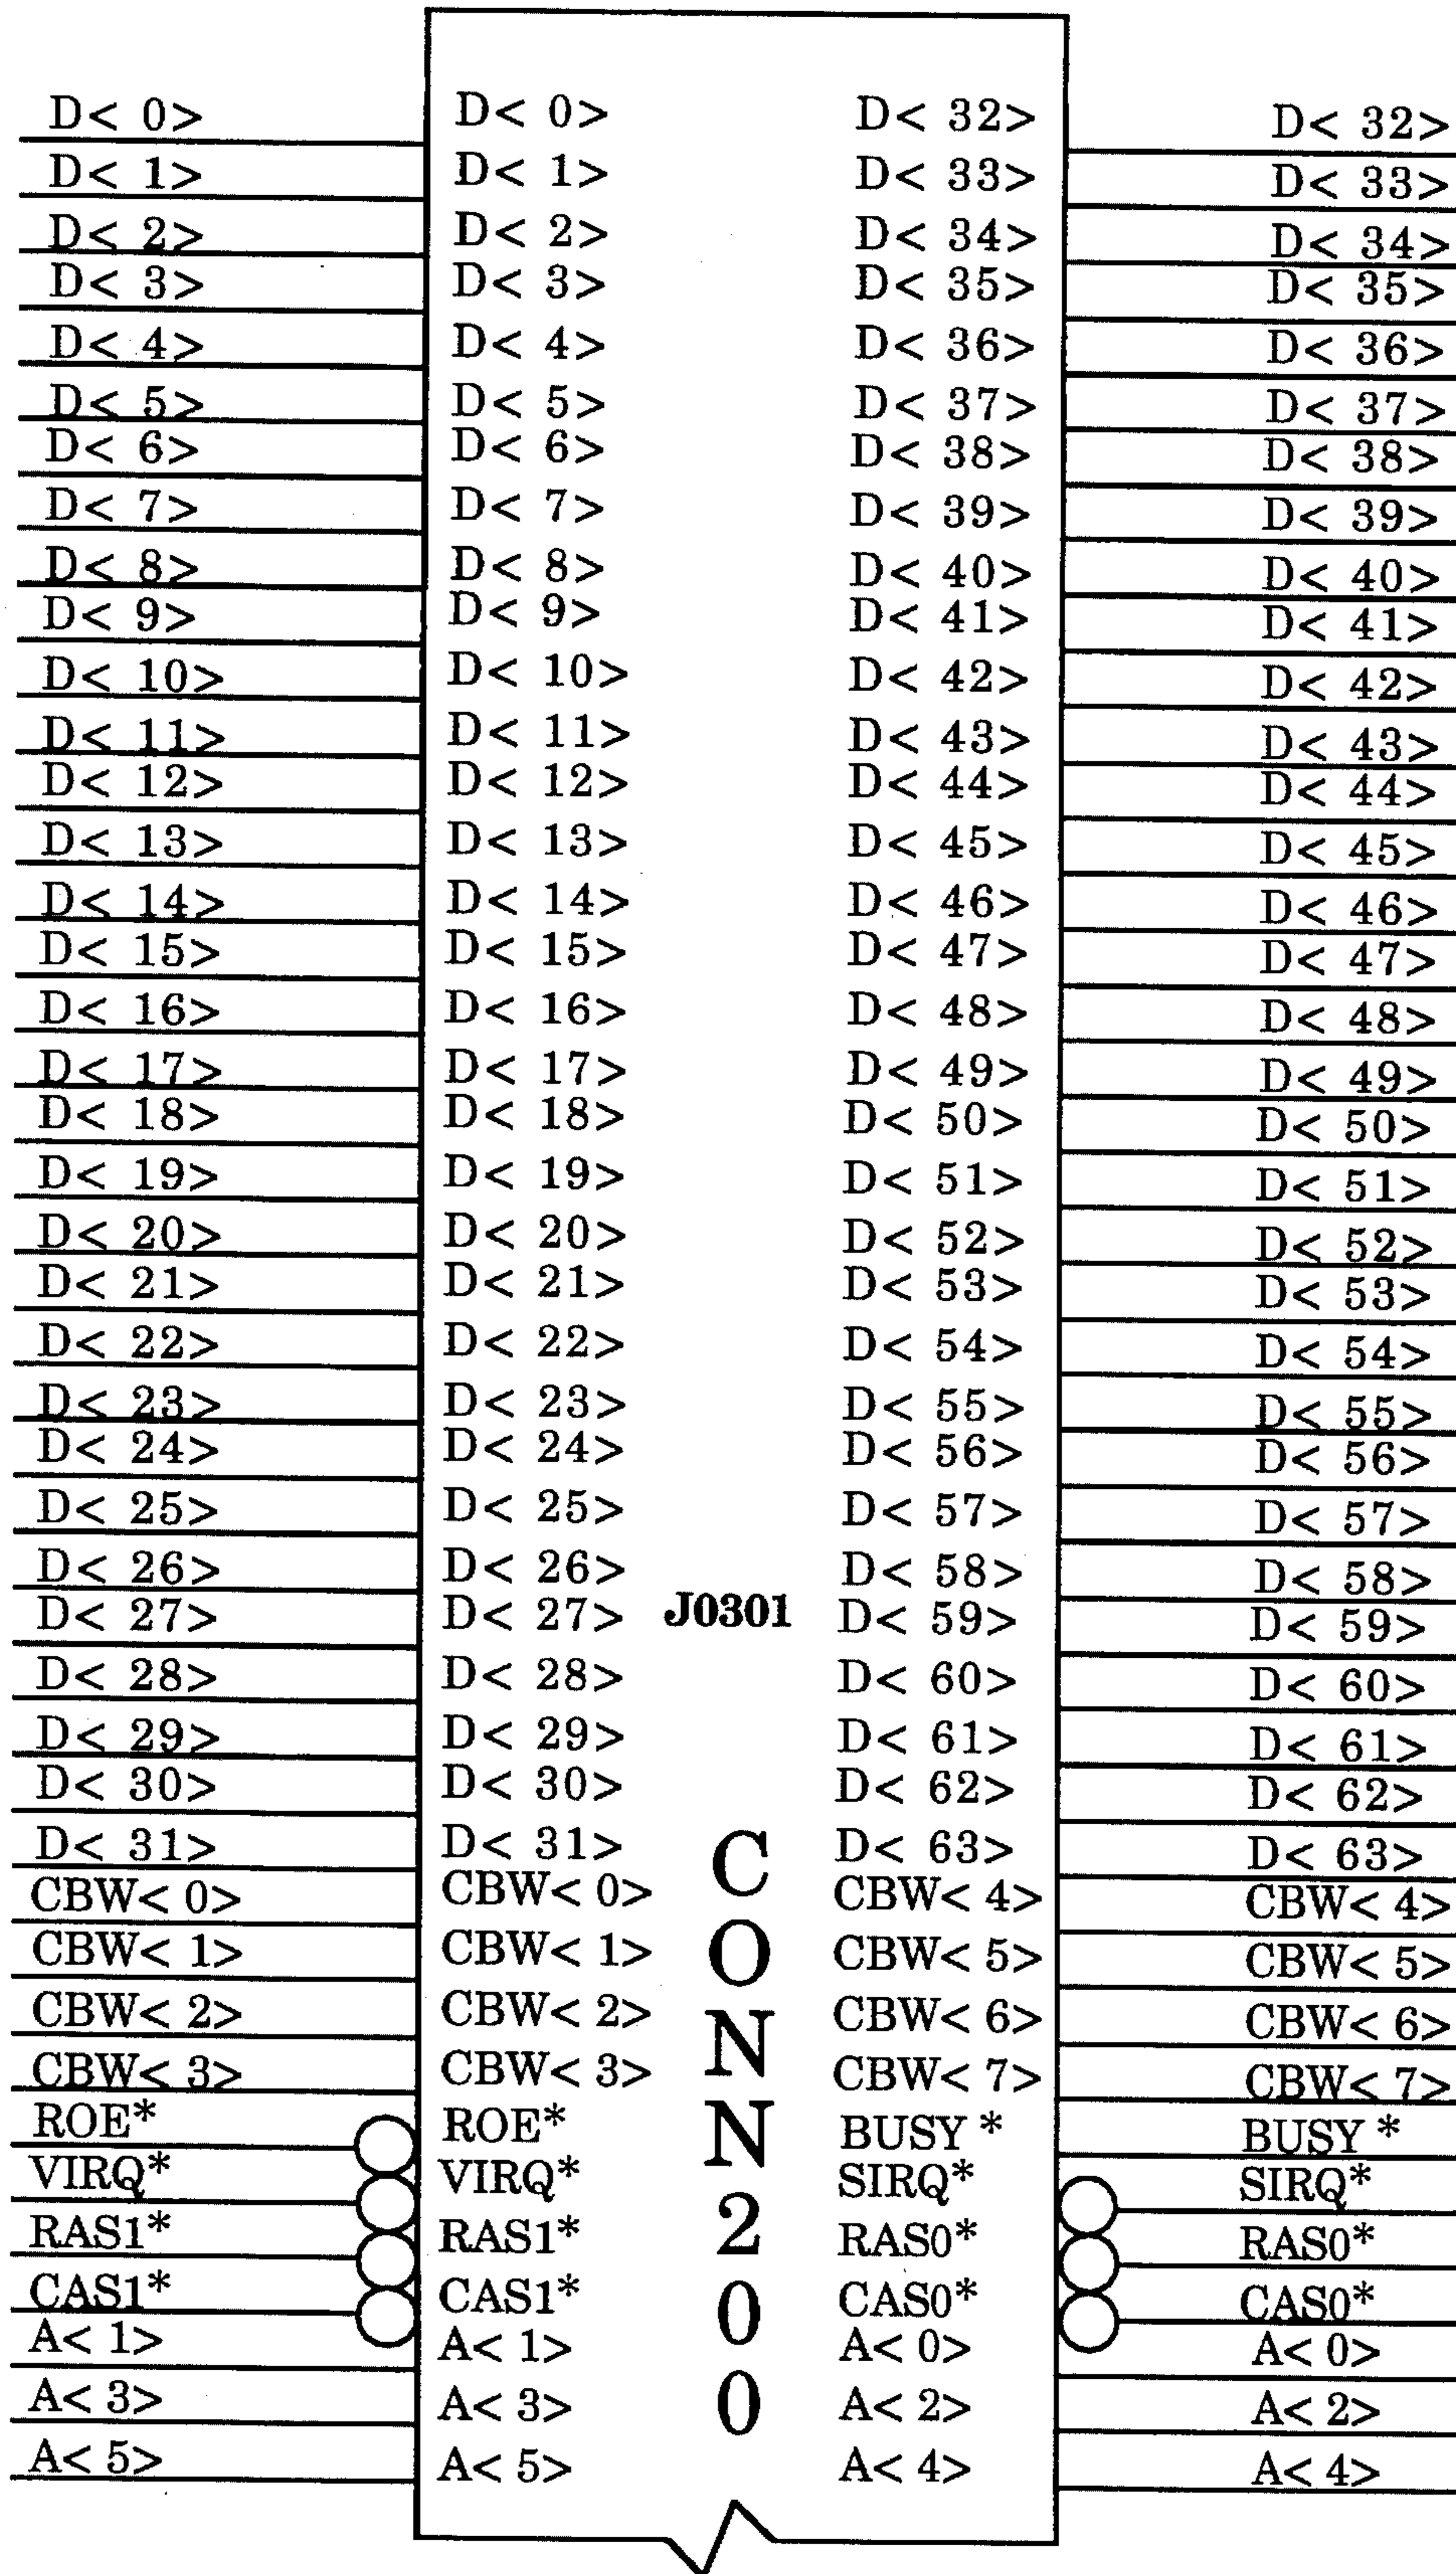 D< 0> D< 0> D< 32> D< 32>
D< 1> D< 1> D< 33> D< 33>
D< 2> D< 2> D< 34> D< 34>
D< 3> D< 3> D< 35> D< 35>
D< 4> D< 4> D< 36> D< 36>
D< 5> D< 5> D< 37> D< 37>
D< 6> D< 6> D< 38> D< 38>
D< 7> D< 7> D< 39> D< 39>
D< 8> D< 8> D< 40> D< 40>
D< 9> D< 9> D< 41> D< 41>
D< 10> D< 10> D< 42> D< 42>
D< 11> D< 11> D< 43> D< 43>
D< 12> D< 12> D< 44> D< 44>
D< 13> D< 13> D< 45> D< 45>
D< 14> D< 14> D< 46> D< 46>
D< 15> D< 15> D< 47> D< 47>
D< 16> D< 16> D< 48> D< 48>
D< 17> D< 17> D< 49> D< 49>
D< 18> D< 18> D< 50> D< 50>
D< 19> D< 19> D< 51> D< 51>
D< 20> D< 20> D< 52> D< 52>
D< 21> D< 21> D< 53> D< 53>
D< 22> D< 22> D< 54> D< 54>
D< 23> D< 23> D< 55> D< 55>
D< 24> D< 24> D< 56> D< 56>
D< 25> D< 25> D< 57> D< 57>
D< 26> D< 26> D< 58> D< 58>
D< 27> D< 27> J0301 D< 59> D< 59>
D< 28> D< 28> D< 60> D< 60>
D< 29> D< 29> D< 61> D< 61>
D< 30> D< 30> D< 62> D< 62>
D< 31> D< 31> D< 63> D< 63>
CBW< 0> CBW< 0> CBW< 4> CBW< 4>
CBW< 1> CBW< 1> CBW< 5> CBW< 5>
CBW< 2> CBW< 2> CBW< 6> CBW< 6>
CBW< 3> CBW< 3> CBW< 7> CBW< 7>
ROE* ROE* BUSY * BUSY *
VIRQ* VIRQ* SIRQ* SIRQ*
RAS1* RAS1* RAS0* RAS0*
CAS1* CAS1* CAS0* CAS0*
A< 1> A< 1> A< 0> A< 0>
A< 3> A< 3> A< 2> A< 2>
A< 5> A< 5> A< 4> A< 4>
CONN200